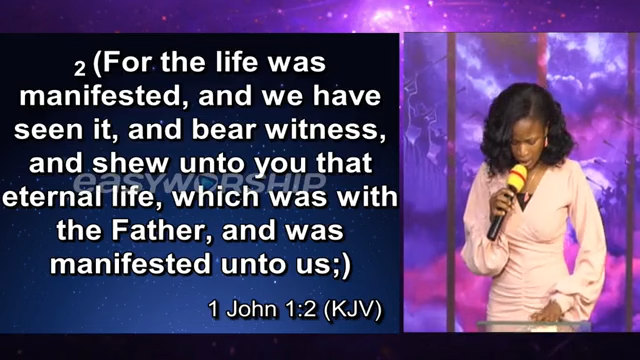 2 (For the life was
manifested, and we have
seen it, and bear witness,
and shew unto you that
easyworship
eternal life, which was with
the Father, and was
manifested unto us;)
1 John 1:2 (KJV)